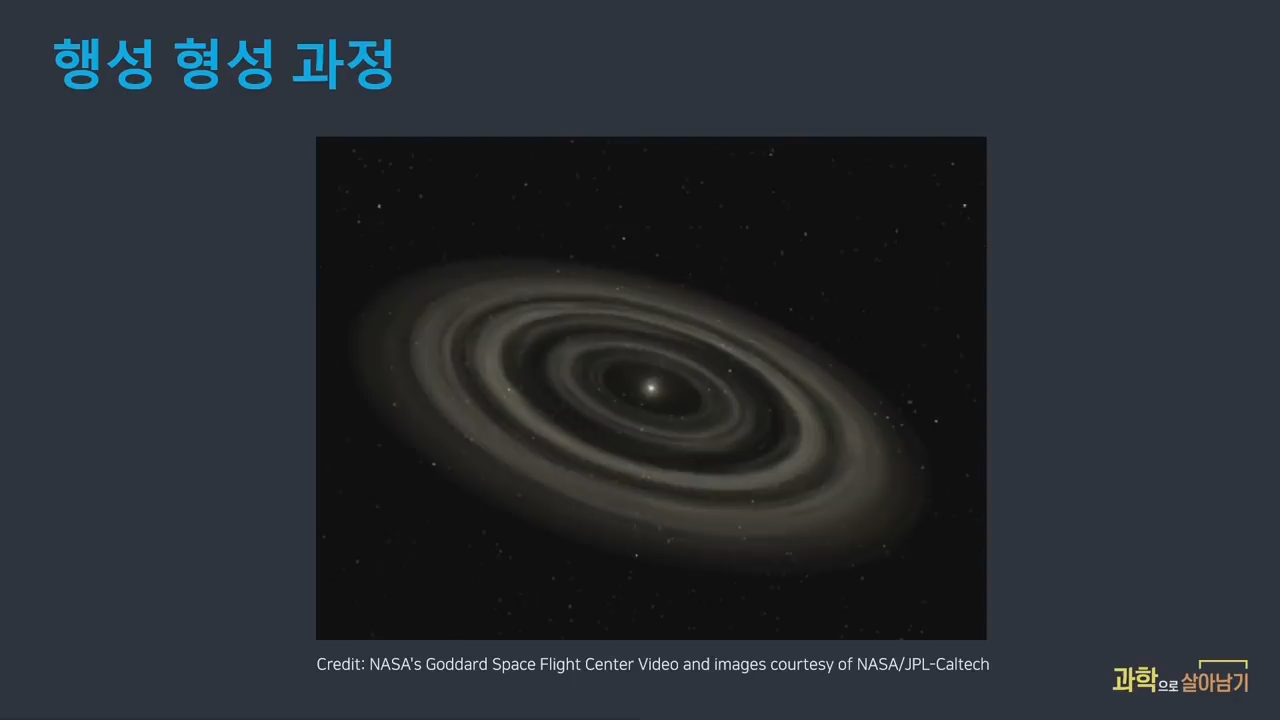 행성 형성 과정
Credit: NASA's Goddard Space Flight Center Video and images courtesy of NASA/JPL-Caltech
과학으로 살아남기